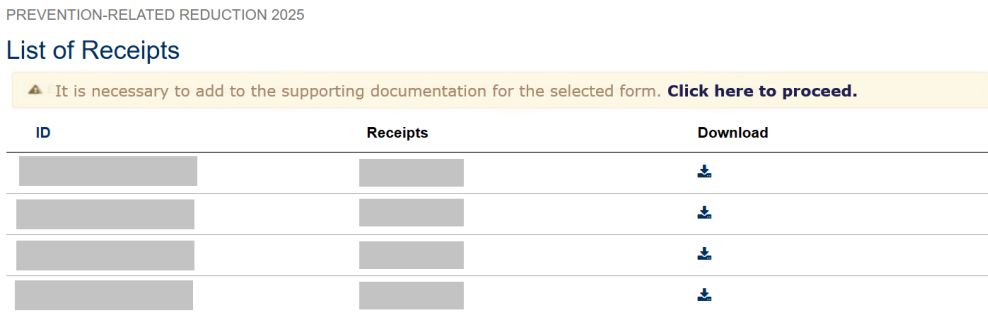 PREVENTION-RELATED REDUCTION 2025
List of Receipts
It is necessary to add to the supporting documentation for the selected form. Click here to proceed.
ID Receipts Download